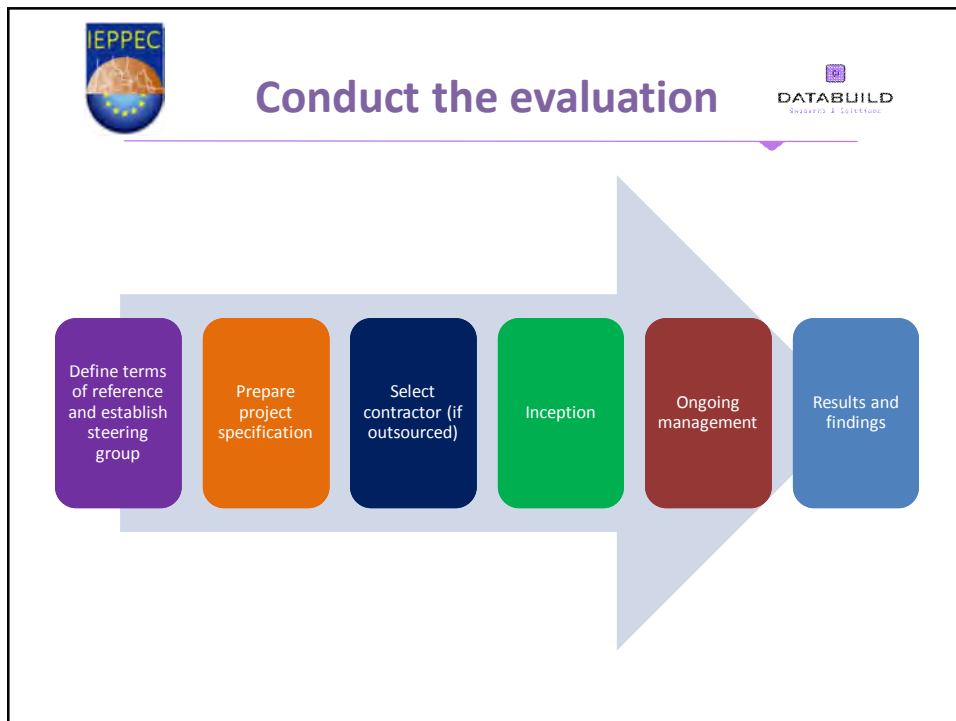 IEPPEC
Conduct the evaluation
DATABUILD
Define terms
of reference
and establish
steering
group
Prepare
project
specification
Select
contractor (if
outsourced)
Inception
Ongoing
management
Results and
findings